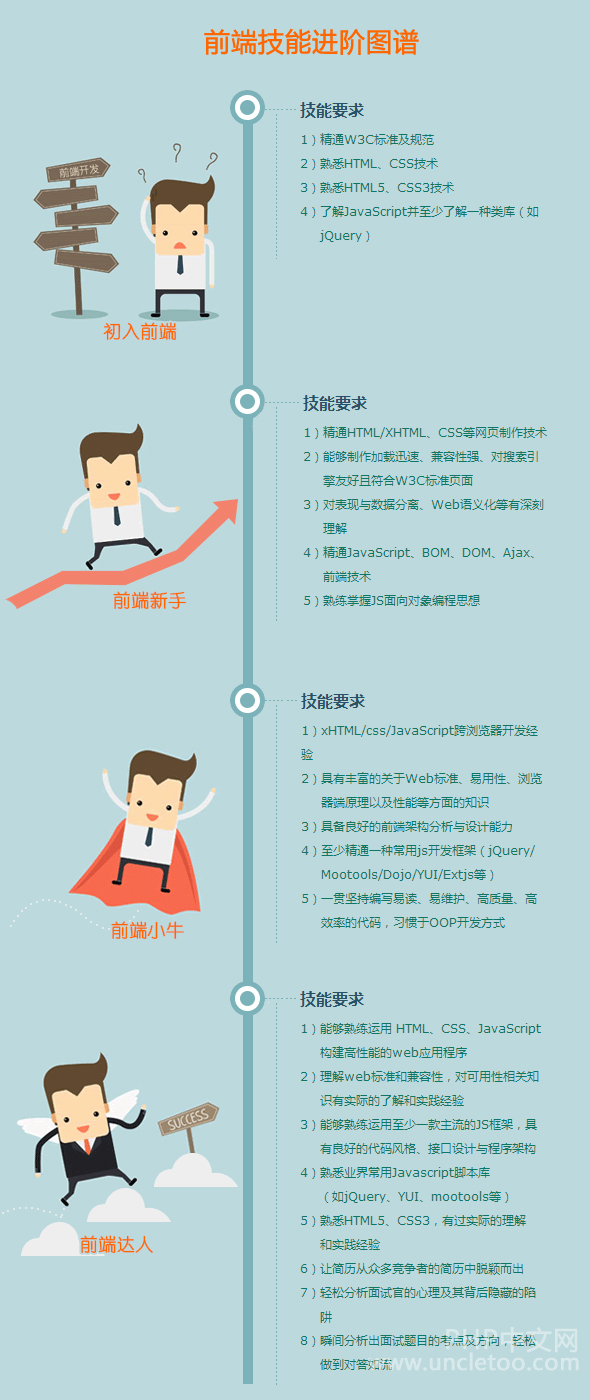 前端技能进阶图谱
技能要求
1）精通W3C标准及规范
2）熟悉HTML、CSS技术
3）熟悉HTML5、CSS3技术
4）了解JavaScript并至少了解一种类库（如
jQuery）
前端开发
初入前端
技能要求
1）精通HTML/XHTML、CSS等网页制作技术
2）能够制作加载迅速、兼容性强、对搜索引
擎友好且符合W3C标准页面
3）对表现与数据分离、Web语义化等有深刻
理解
4）精通JavaScript、BOM、DOM、Ajax、
前端技术
5）熟练掌握JS面向对象编程思想
前端新手
技能要求
1）xHTML/css/JavaScript跨浏览器开发经
验
2）具有丰富的关于Web标准、易用性、浏览
器端原理以及性能等方面的知识
3）具备良好的前端架构分析与设计能力
4）至少精通一种常用js开发框架（jQuery/
Mootools/Dojo/YUI/Extjs等）
5）一贯坚持编写易读、易维护、高质量、高
效率的代码，习惯于OOP开发方式
前端小牛
技能要求
1）能够熟练运用 HTML、CSS、JavaScript
构建高性能的web应用程序
2）理解web标准和兼容性，对可用性相关知
识有实际的了解和实践经验
3）能够熟练运用至少一款主流的JS框架，具
有良好的代码风格、接口设计与程序架构
4）熟悉业界常用Javascript脚本库
（如jQuery、YUI、mootools等）
5）熟悉HTML5、CSS3，有过实际的理解
和实践经验
6）让简历从众多竞争者的简历中脱颖而出
7）轻松分析面试官的心理及其背后隐藏的陷
阱
8）瞬间分析出面试题目的考点及方向，轻松
做到对答如流
SUCCESS
前端达人
PHP中文网
www.uncletoo.com